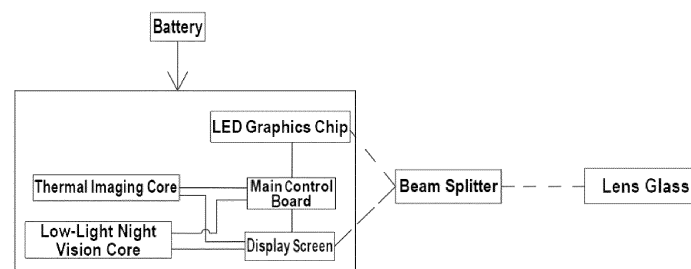 Battery
LED Graphics Chip
Thermal Imaging Core
Main Control
Board
Beam Splitter
Lens Glass
Low-Light Night
Vision Core
Display Screen